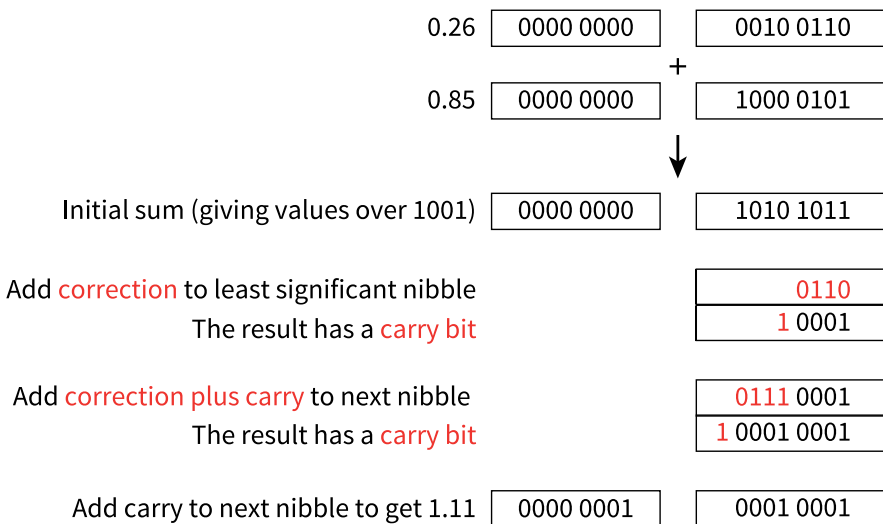 0.26 0000 0000 0010 0110
+
0.85 0000 0000 1000 0101
Initial sum (giving values over 1001) 0000 0000 1010 1011
Add correction to least significant nibble 0110
The result has a carry bit 1 0001
Add correction plus carry to next nibble 0111 0001
The result has a carry bit 1 0001 0001
Add carry to next nibble to get 1.11 0000 0001 0001 0001